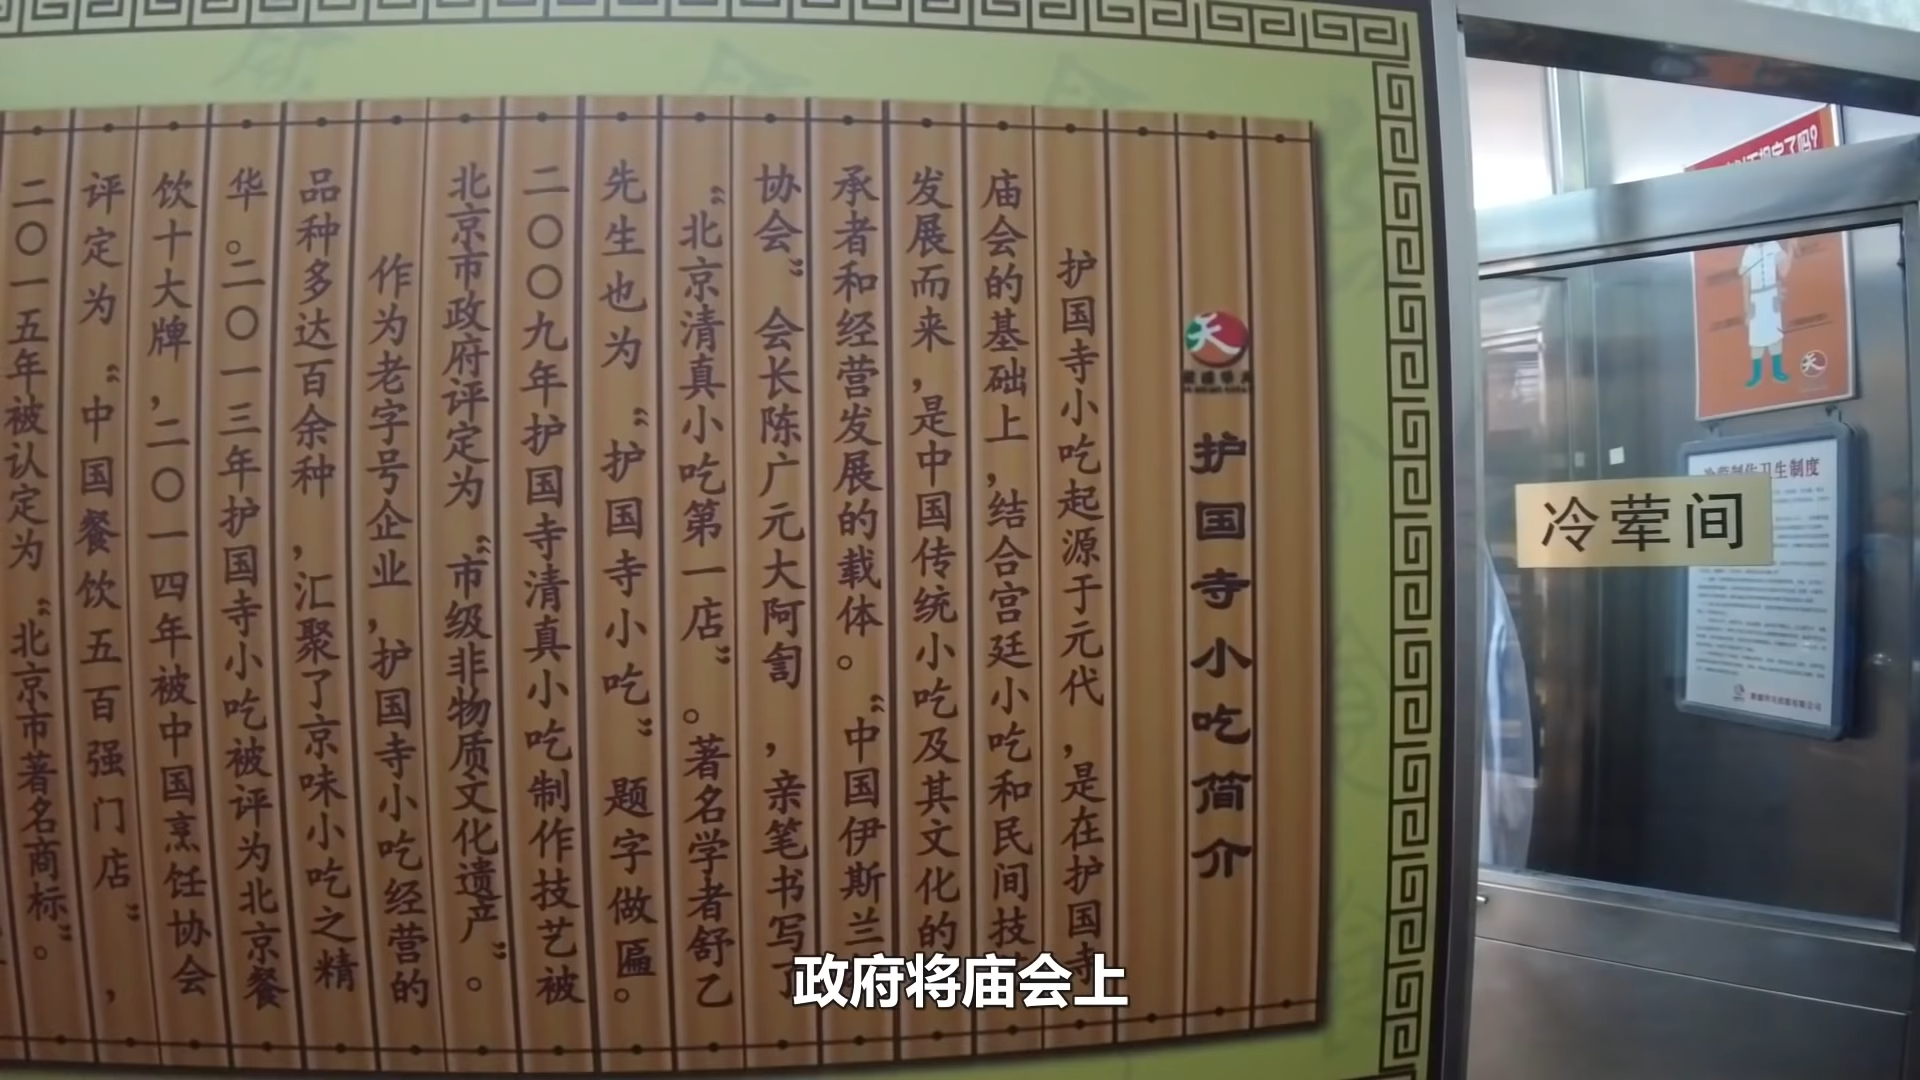 护国寺小吃简介
护国寺小吃起源于元代，是在护国寺
庙会的基础上，结合宫廷小吃和民间技
发展而来，是中国传统小吃及其文化的
承者和经营发展的载体。“中国伊斯兰
协会”会长陈广元大阿訇，亲笔书写了
“北京清真小吃第一店”。著名学者舒乙
先生也为“护国寺小吃”题字做匾。
二〇〇九年护国寺清真小吃制作技艺被
北京市政府评定为“市级非物质文化遗产”。
作为老字号企业，护国寺小吃经营的
品种多达百余种，汇聚了京味小吃之精
华。二〇一三年护国寺小吃被评为北京餐
饮十大牌，二〇一四年被中国烹饪协会
评定为“中国餐饮五百强门店”，
二〇一五年被认定为“北京市著名商标”。
冷荤间
卫生制度
政府将庙会上